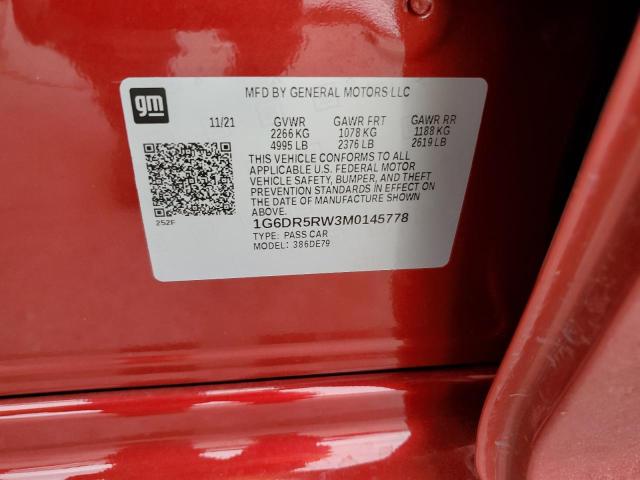 gm
MFD BY GENERAL MOTORS LLC
11/21 GVWR GAWR FRT GAWR RR
2266 KG 1078 KG 1188 KG
4995 LB 2376 LB 2619 LB
THIS VEHICLE CONFORMS TO ALL
APPLICABLE U.S. FEDERAL MOTOR
VEHICLE SAFETY, BUMPER, AND THEFT
PREVENTION STANDARDS IN EFFECT ON
THE DATE OF MANUFACTURE SHOWN
ABOVE.
252F
1G6DR5RW3M0145778
TYPE: PASS CAR
MODEL: 386DE79